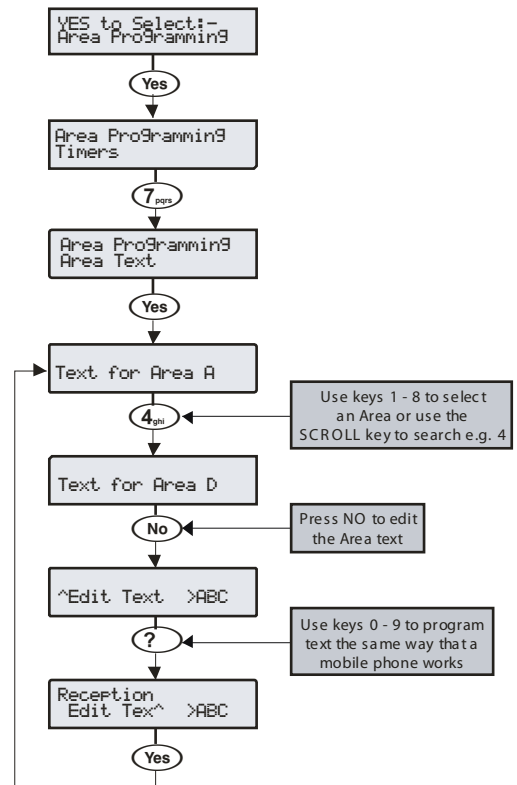 YES to Select:-
Area Programming
Yes
Area Programming
Timers
7pqrs
Area Programming
Area Text
Yes
Text for Area A
4ghi
Use keys 1 - 8 to select
an Area or use the
SCROLL key to search e.g. 4
Text for Area D
No
Press NO to edit
the Area text
^Edit Text >ABC
?
Use keys 0 - 9 to program
text the same way that a
mobile phone works
Reception
Edit Tex^ >ABC
Yes